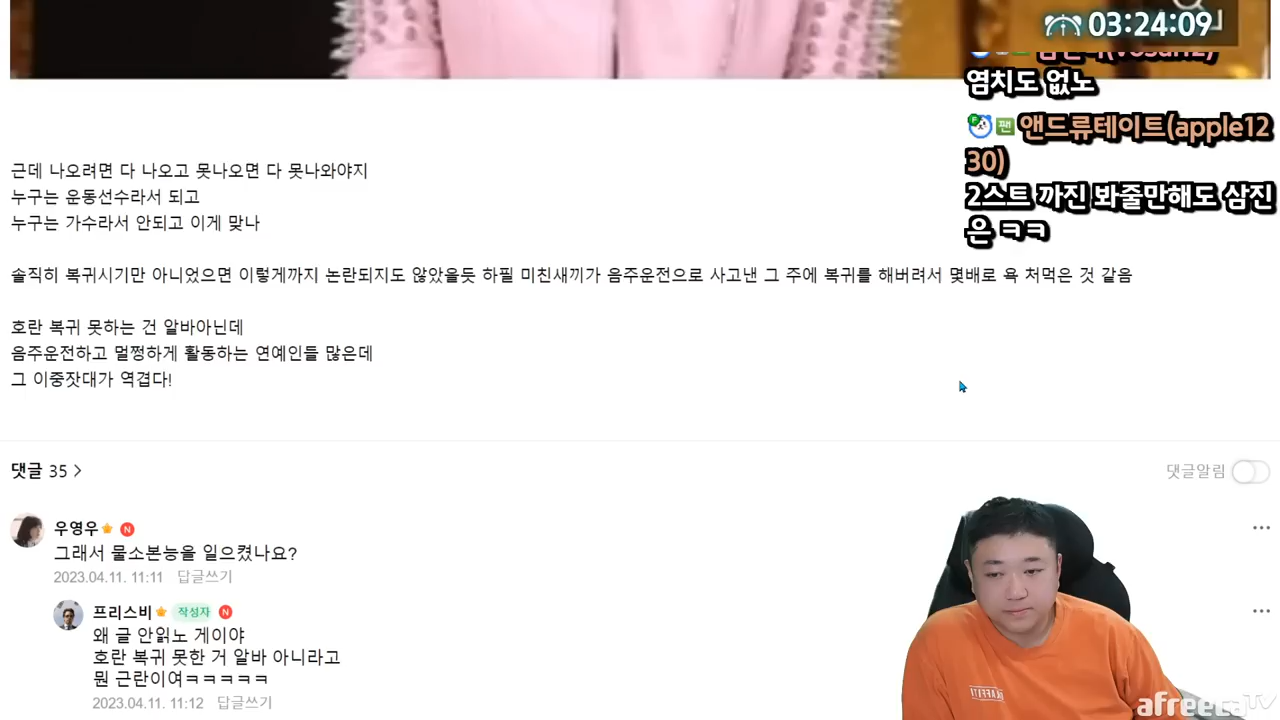 03:24:09
염치도 없노
팬 앤드류테이트(apple12
30)
2스트 까진 봐줄만해도 삼진
은 ㅋㅋ
근데 나오려면 다 나오고 못나오면 다 못나와야지
누구는 운동선수라서 되고
누구는 가수라서 안되고 이게 맞나
솔직히 복귀시기만 아니었으면 이렇게까지 논란되지도 않았을듯 하필 미친새끼가 음주운전으로 사고낸 그 주에 복귀를 해버려서 몇배로 욕 처먹은 것 같음
호란 복귀 못하는 건 알바아닌데
음주운전하고 멀쩡하게 활동하는 연예인들 많은데
그 이중잣대가 역겹다!
댓글 35 >
댓글알림
우영우 N
그래서 물소본능을 일으켰나요?
2023.04.11. 11:11 답글쓰기
프리스비 작성자 N
왜 글 안읽노 게이야
호란 복귀 못한 거 알바 아니라고
뭔 근란이여ㅋㅋㅋㅋㅋ
2023.04.11. 11:12 답글쓰기
afreecaTV